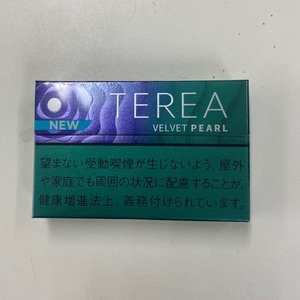 TEREA
NEW
VELVET PEARL
望まない受動喫煙が生じないよう、屋外
や家庭でも周囲の状況に配慮することが、
健康増進法上、義務付けられています。